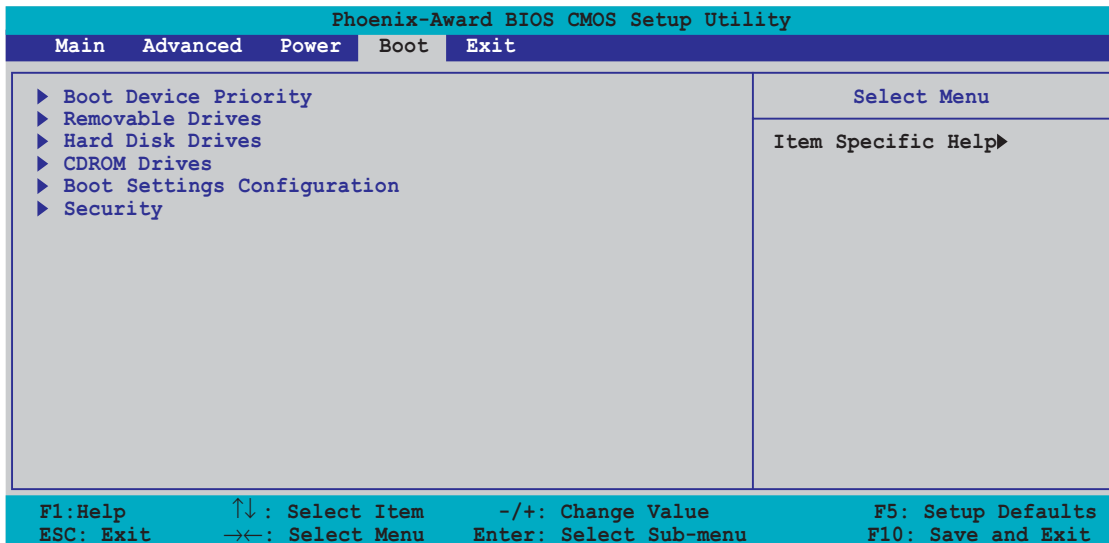 Phoenix-Award BIOS CMOS Setup Utility
Main Advanced Power Boot Exit
▶ Boot Device Priority
▶ Removable Drives
▶ Hard Disk Drives
▶ CDROM Drives
▶ Boot Settings Configuration
▶ Security
Select Menu
Item Specific Help▶
F1:Help ↑↓: Select Item -/+: Change Value F5: Setup Defaults
ESC: Exit →←: Select Menu Enter: Select Sub-menu F10: Save and Exit